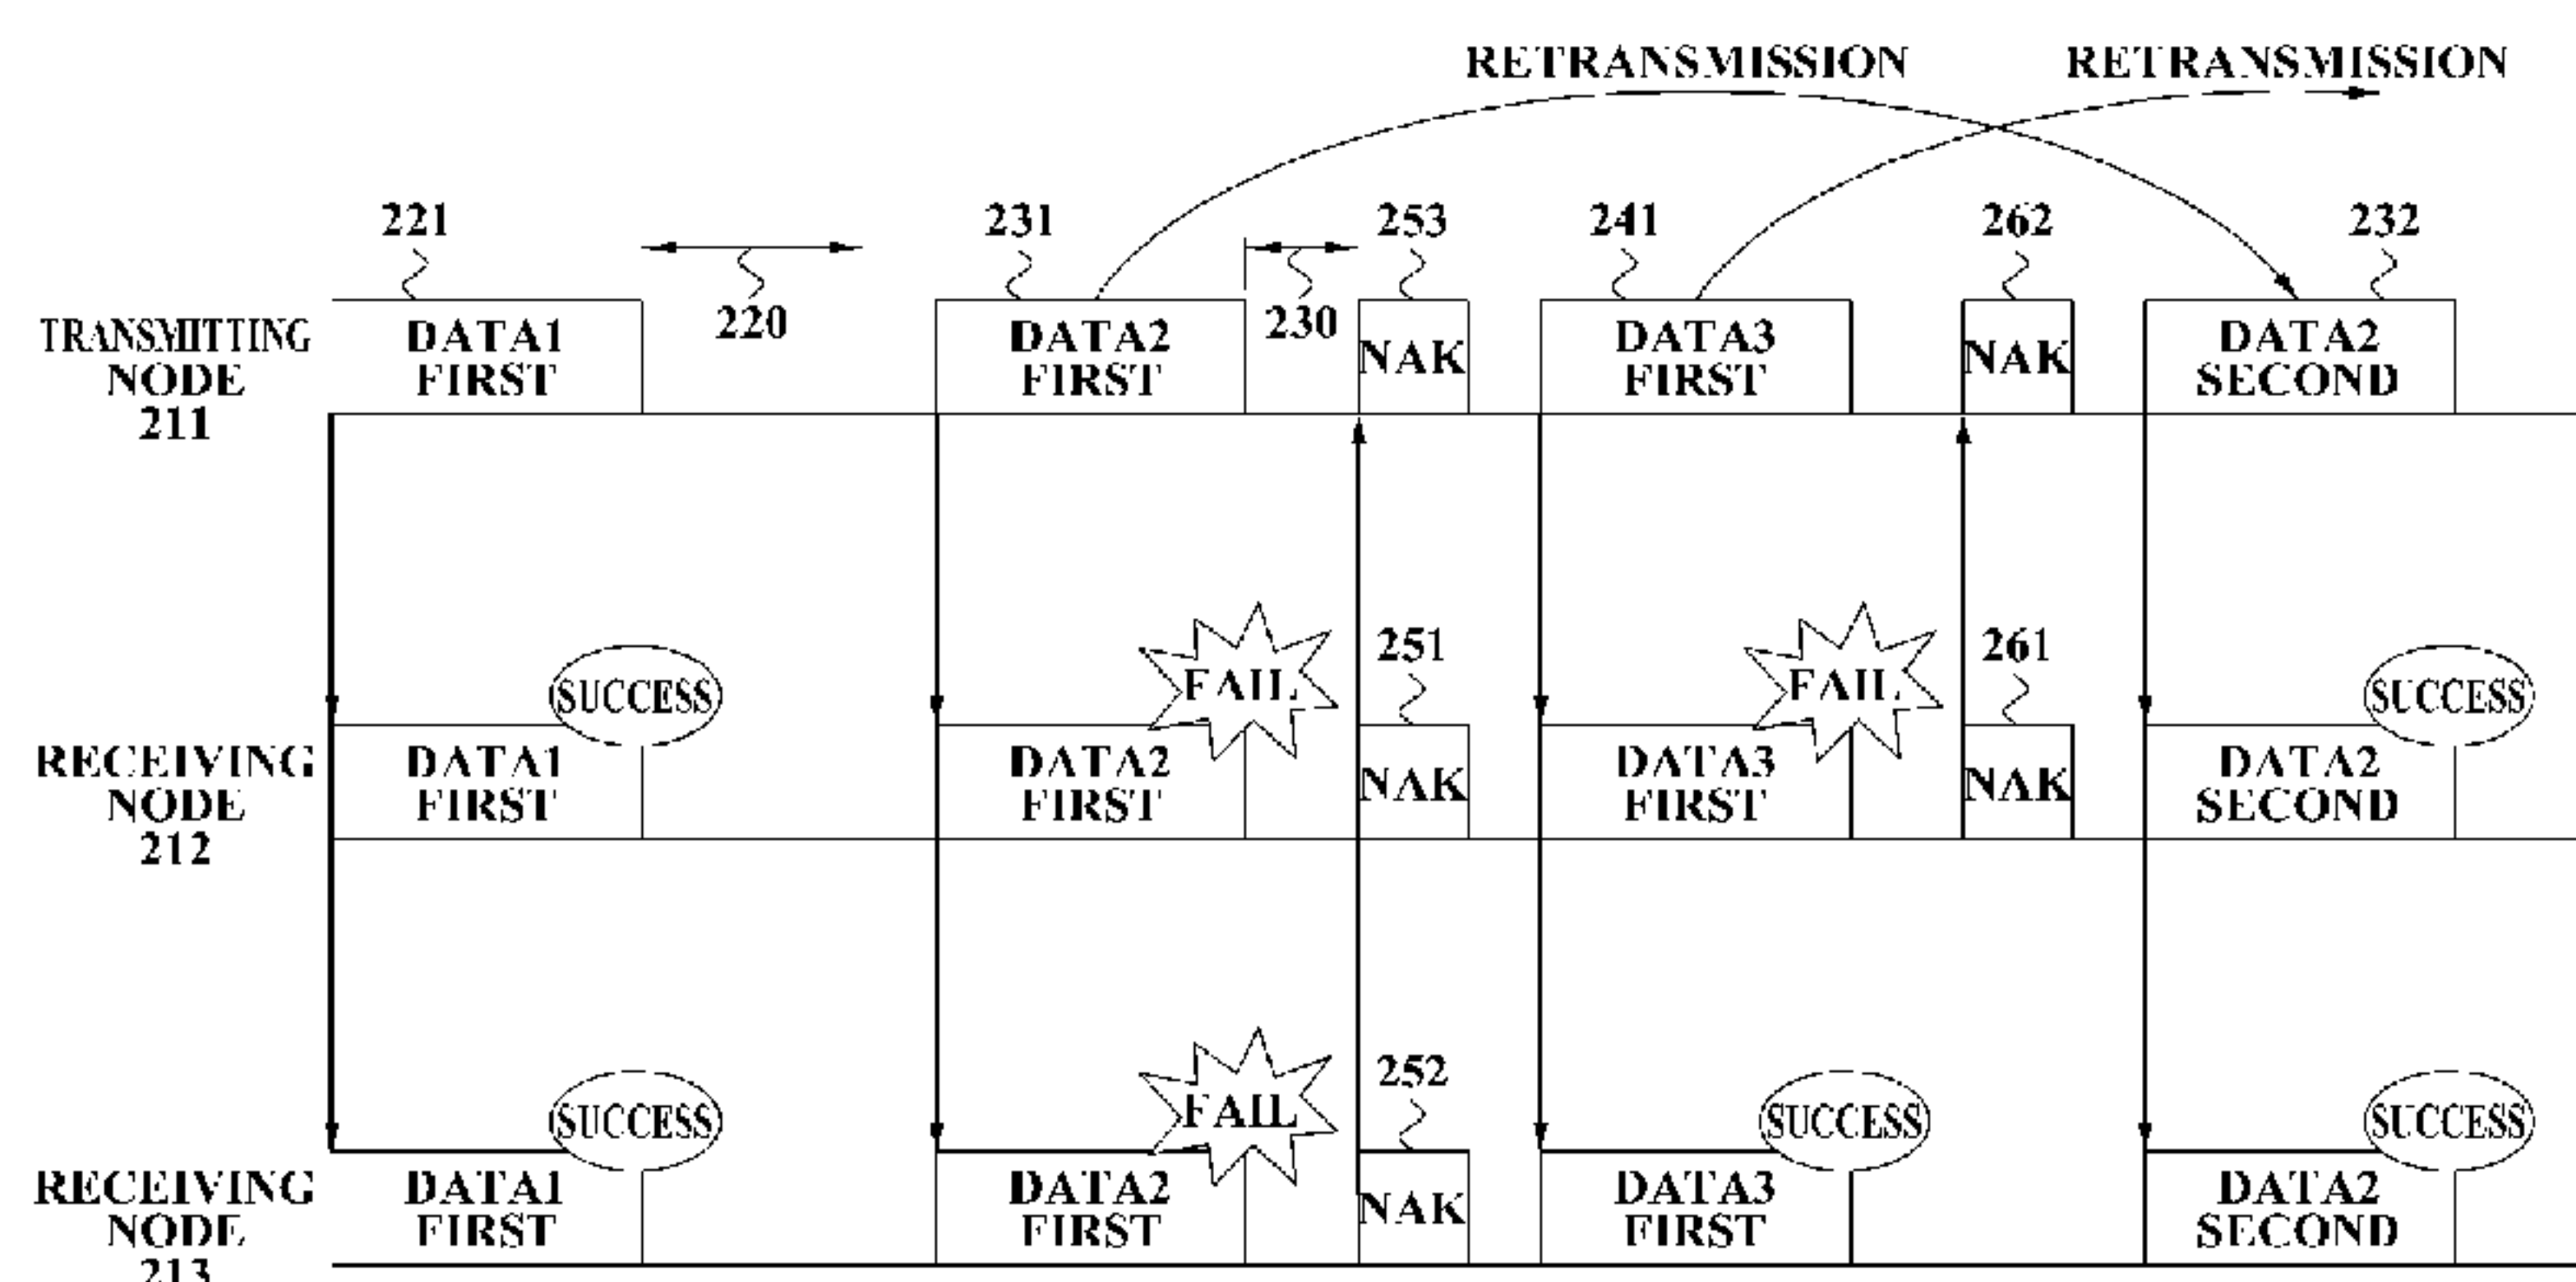 RETRANSMISSION RETRANSMISSION
221 231 253 241 262 232
220 230
TRANSMITTING
NODE
211
DATA1
FIRST
DATA2
FIRST
NAK
DATA3
FIRST
NAK
DATA2
SECOND
FAIL FAIL
251 261
SUCCESS SUCCESS
RECEIVING
NODE
212
DATA1
FIRST
DATA2
FIRST
NAK
DATA3
FIRST
NAK
DATA2
SECOND
252
SUCCESS FAIL SUCCESS SUCCESS
RECEIVING
NODE
213
DATA1
FIRST
DATA2
FIRST
NAK
DATA3
FIRST
DATA2
SECOND